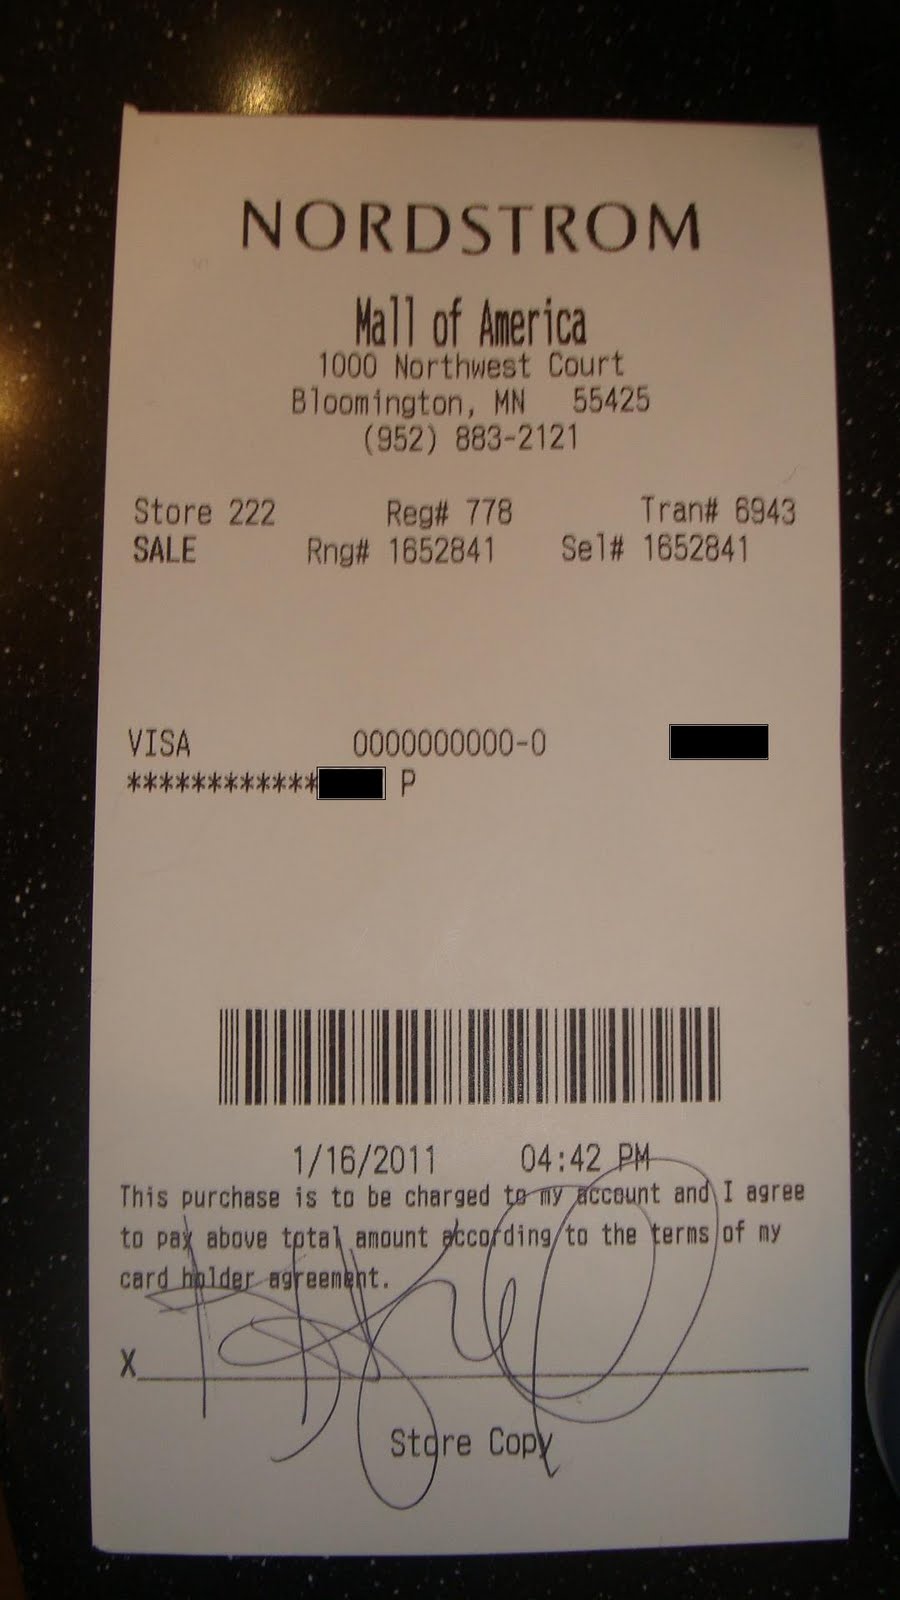 NORDSTROM
Mall of America
1000 Northwest Court
Bloomington, MN 55425
(952) 883-2121
Store 222 Reg# 778 Tran# 6943
SALE Rng# 1652841 Sel# 1652841
VISA 0000000000-0
************ P
1/16/2011 04:42 PM
This purchase is to be charged to my account and I agree
to pay above total amount according to the terms of my
card holder agreement.
X
Store Copy